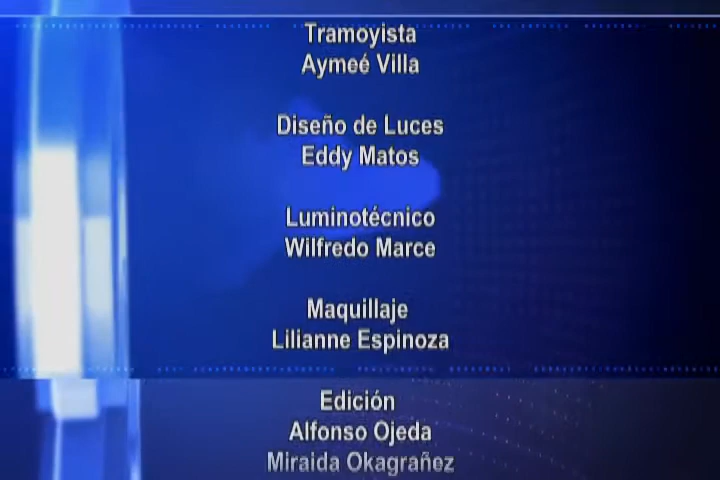 Tramoyista
Aymeé Villa
Diseño de Luces
Eddy Matos
Luminotécnico
Wilfredo Marce
Maquillaje
Lilianne Espinoza
Edición
Alfonso Ojeda
Miraida Okagrañez